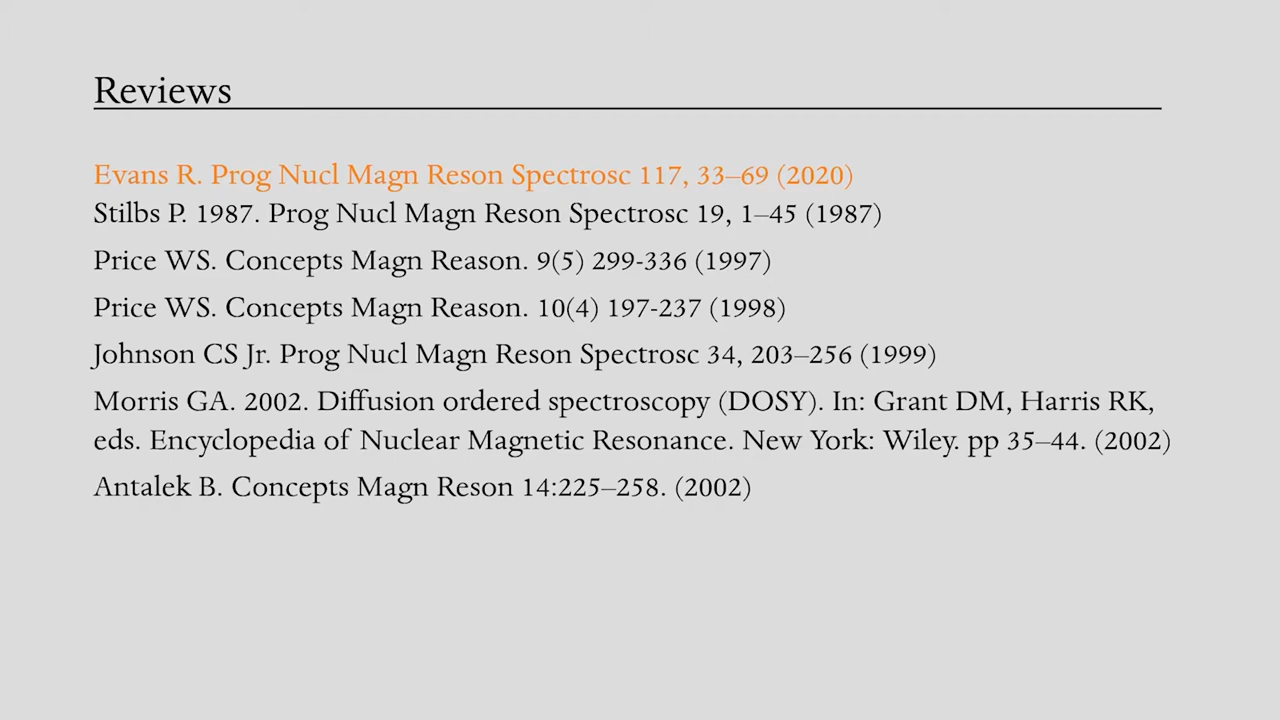 Reviews
Evans R. Prog Nucl Magn Reson Spectrosc 117, 33–69 (2020)
Stilbs P. 1987. Prog Nucl Magn Reson Spectrosc 19, 1–45 (1987)
Price WS. Concepts Magn Reason. 9(5) 299-336 (1997)
Price WS. Concepts Magn Reason. 10(4) 197-237 (1998)
Johnson CS Jr. Prog Nucl Magn Reson Spectrosc 34, 203–256 (1999)
Morris GA. 2002. Diffusion ordered spectroscopy (DOSY). In: Grant DM, Harris RK,
eds. Encyclopedia of Nuclear Magnetic Resonance. New York: Wiley. pp 35–44. (2002)
Antalek B. Concepts Magn Reson 14:225–258. (2002)